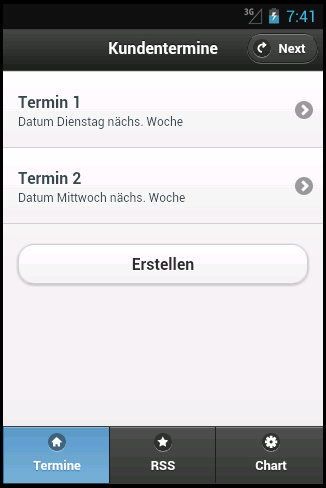 3G 7:41
Kundentermine Next
Termin 1
Datum Dienstag nächs. Woche
Termin 2
Datum Mittwoch nächs. Woche
Erstellen
Termine RSS Chart